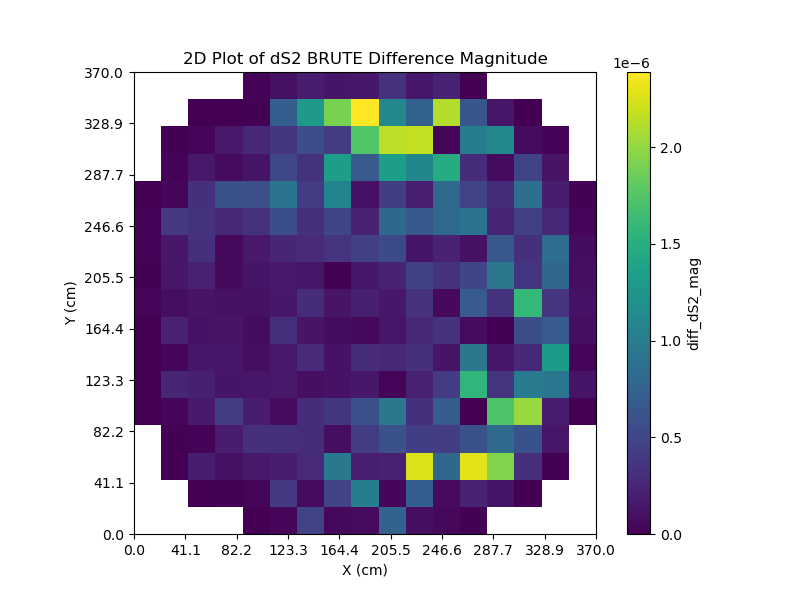 2D Plot of dS2 BRUTE Difference Magnitude
1e−6
370.0
328.9
287.7
246.6
205.5
164.4
123.3
82.2
41.1
0.0
Y (cm)
0.0 41.1 82.2 123.3 164.4 205.5 246.6 287.7 328.9 370.0
X (cm)
2.0
1.5
1.0
0.5
0.0
diff_dS2_mag